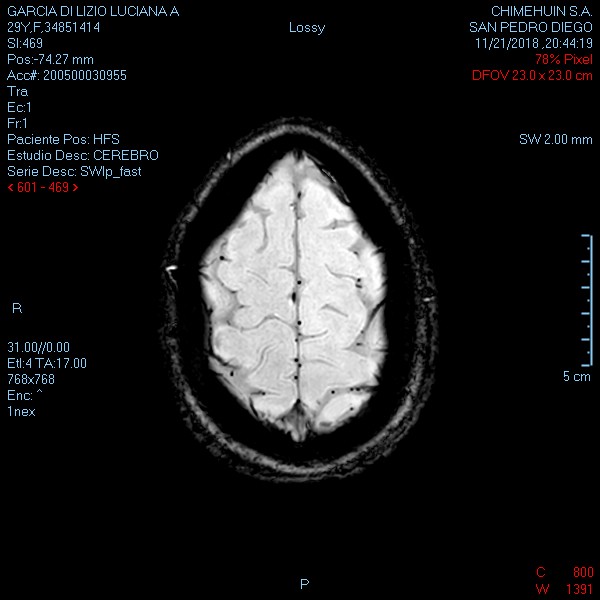 GARCIA DI LIZIO LUCIANA A
29Y,F,34851414
Sl:469
Pos:-74.27 mm
Acc#: 200500030955
Tra
Ec:1
Fr:1
Paciente Pos: HFS
Estudio Desc: CEREBRO
Serie Desc: SWIp_fast
< 601 - 469 >
Lossy
CHIMEHUIN S.A.
SAN PEDRO DIEGO
11/21/2018 ,20:44:19
78% Pixel
DFOV 23.0 x 23.0 cm
SW 2.00 mm
R
31.00//0.00
Etl:4 TA:17.00
768x768
Enc: ^
1nex
5 cm
P
C 800
W 1391